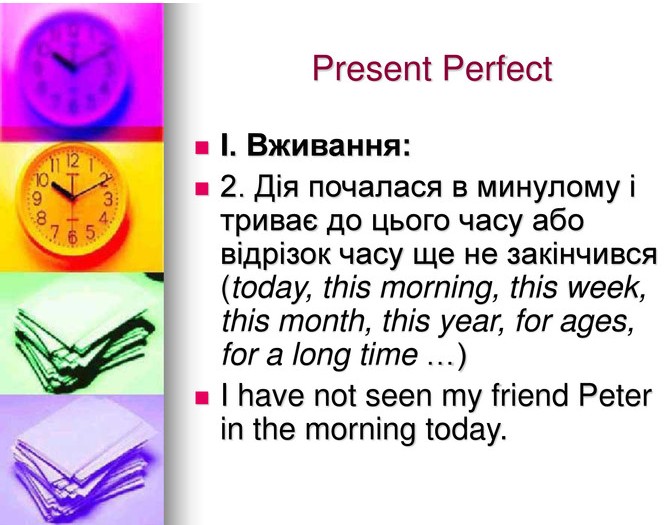 Present Perfect
І. Вживання:
2. Дія почалася в минулому і
триває до цього часу або
відрізок часу ще не закінчився
(today, this morning, this week,
this month, this year, for ages,
for a long time …)
I have not seen my friend Peter
in the morning today.